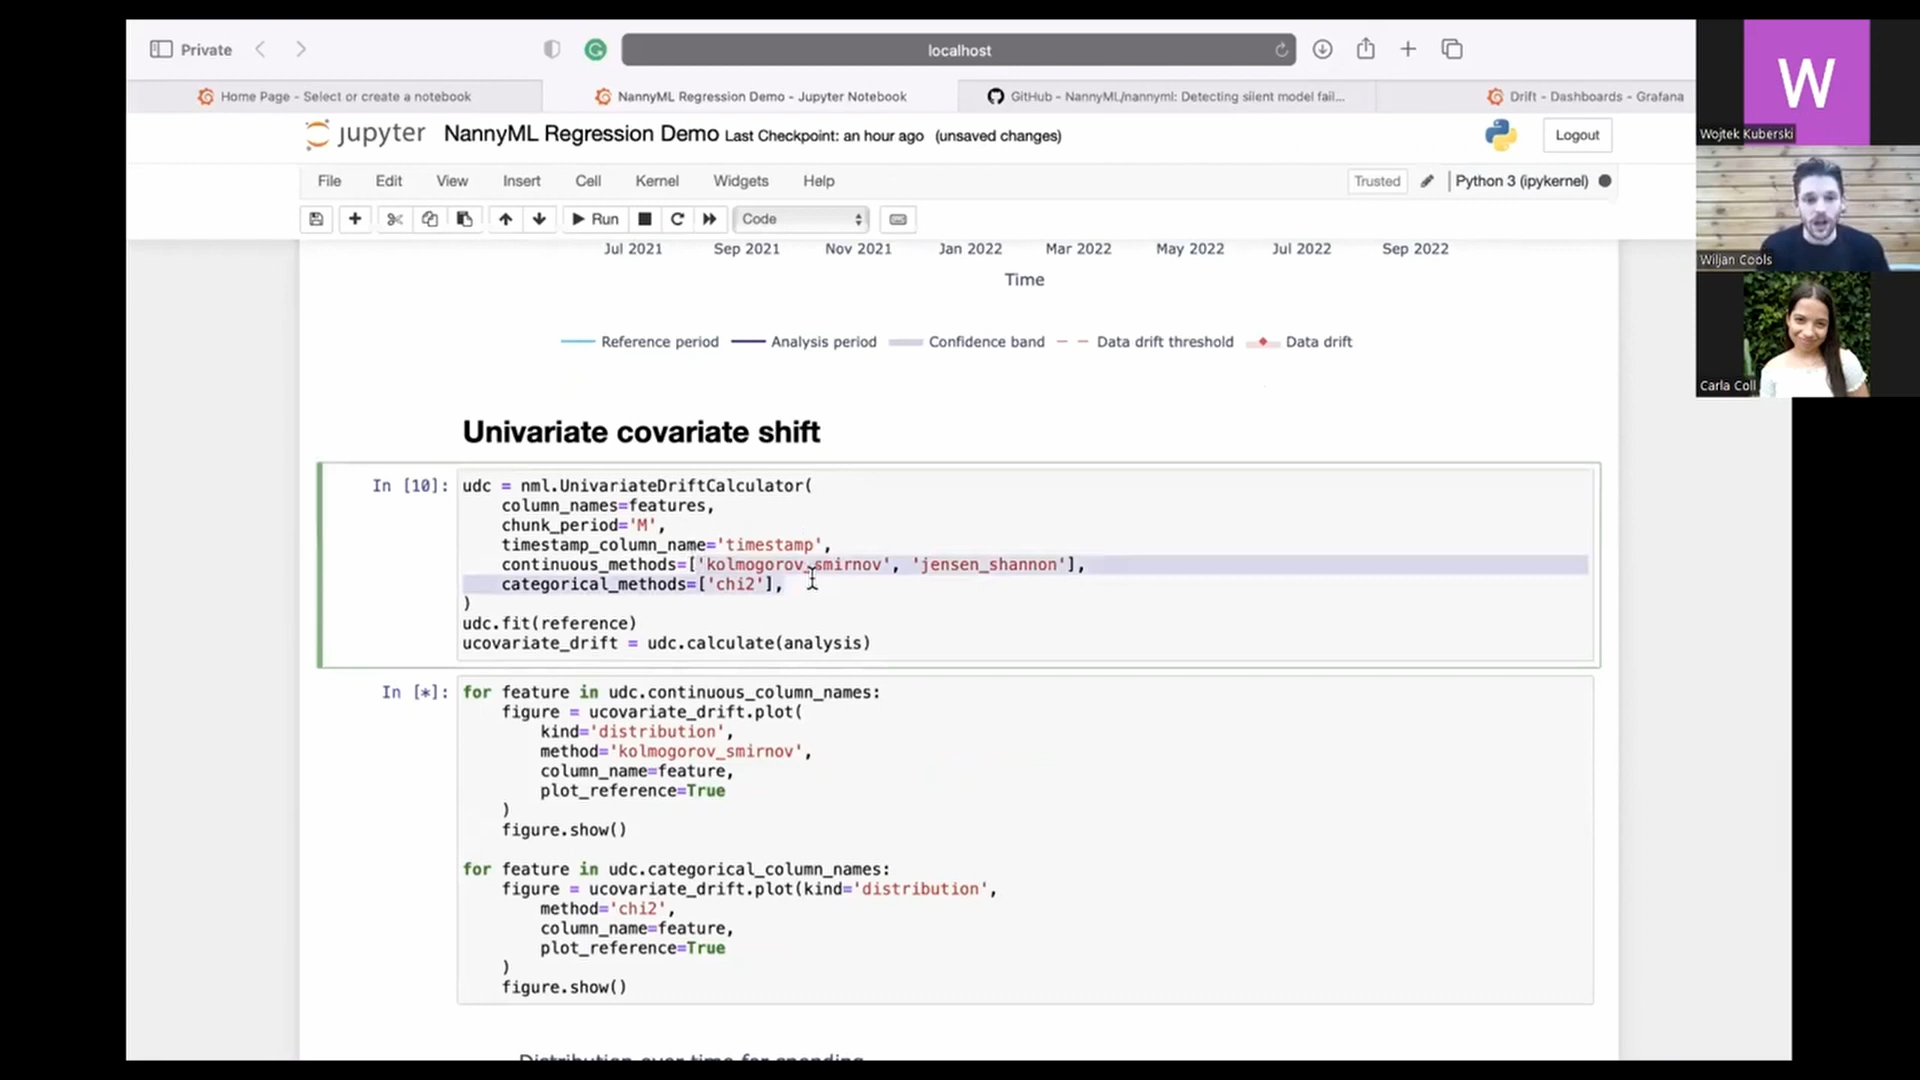 Private
localhost
Home Page - Select or create a notebook
NannyML Regression Demo - Jupyter Notebook
GitHub - NannyML/nannyml: Detecting silent model fail...
Drift - Dashboards - Grafana
W
Wojtek Kuberski
Wiljan Cools
Carla Coll
jupyter NannyML Regression Demo Last Checkpoint: an hour ago (unsaved changes)
Logout
File Edit View Insert Cell Kernel Widgets Help
Trusted
Python 3 (ipykernel)
Run
Code
Jul 2021 Sep 2021 Nov 2021 Jan 2022 Mar 2022 May 2022 Jul 2022 Sep 2022
Time
Reference period Analysis period Confidence band Data drift threshold Data drift
Univariate covariate shift
In [10]: udc = nml.UnivariateDriftCalculator(
column_names=features,
chunk_period='M',
timestamp_column_name='timestamp',
continuous_methods=['kolmogorov_smirnov', 'jensen_shannon'],
categorical_methods=['chi2'],
)
udc.fit(reference)
ucovariate_drift = udc.calculate(analysis)
In [*]: for feature in udc.continuous_column_names:
figure = ucovariate_drift.plot(
kind='distribution',
method='kolmogorov_smirnov',
column_name=feature,
plot_reference=True
)
figure.show()
for feature in udc.categorical_column_names:
figure = ucovariate_drift.plot(kind='distribution',
method='chi2',
column_name=feature,
plot_reference=True
)
figure.show()
Distribution over time for spending